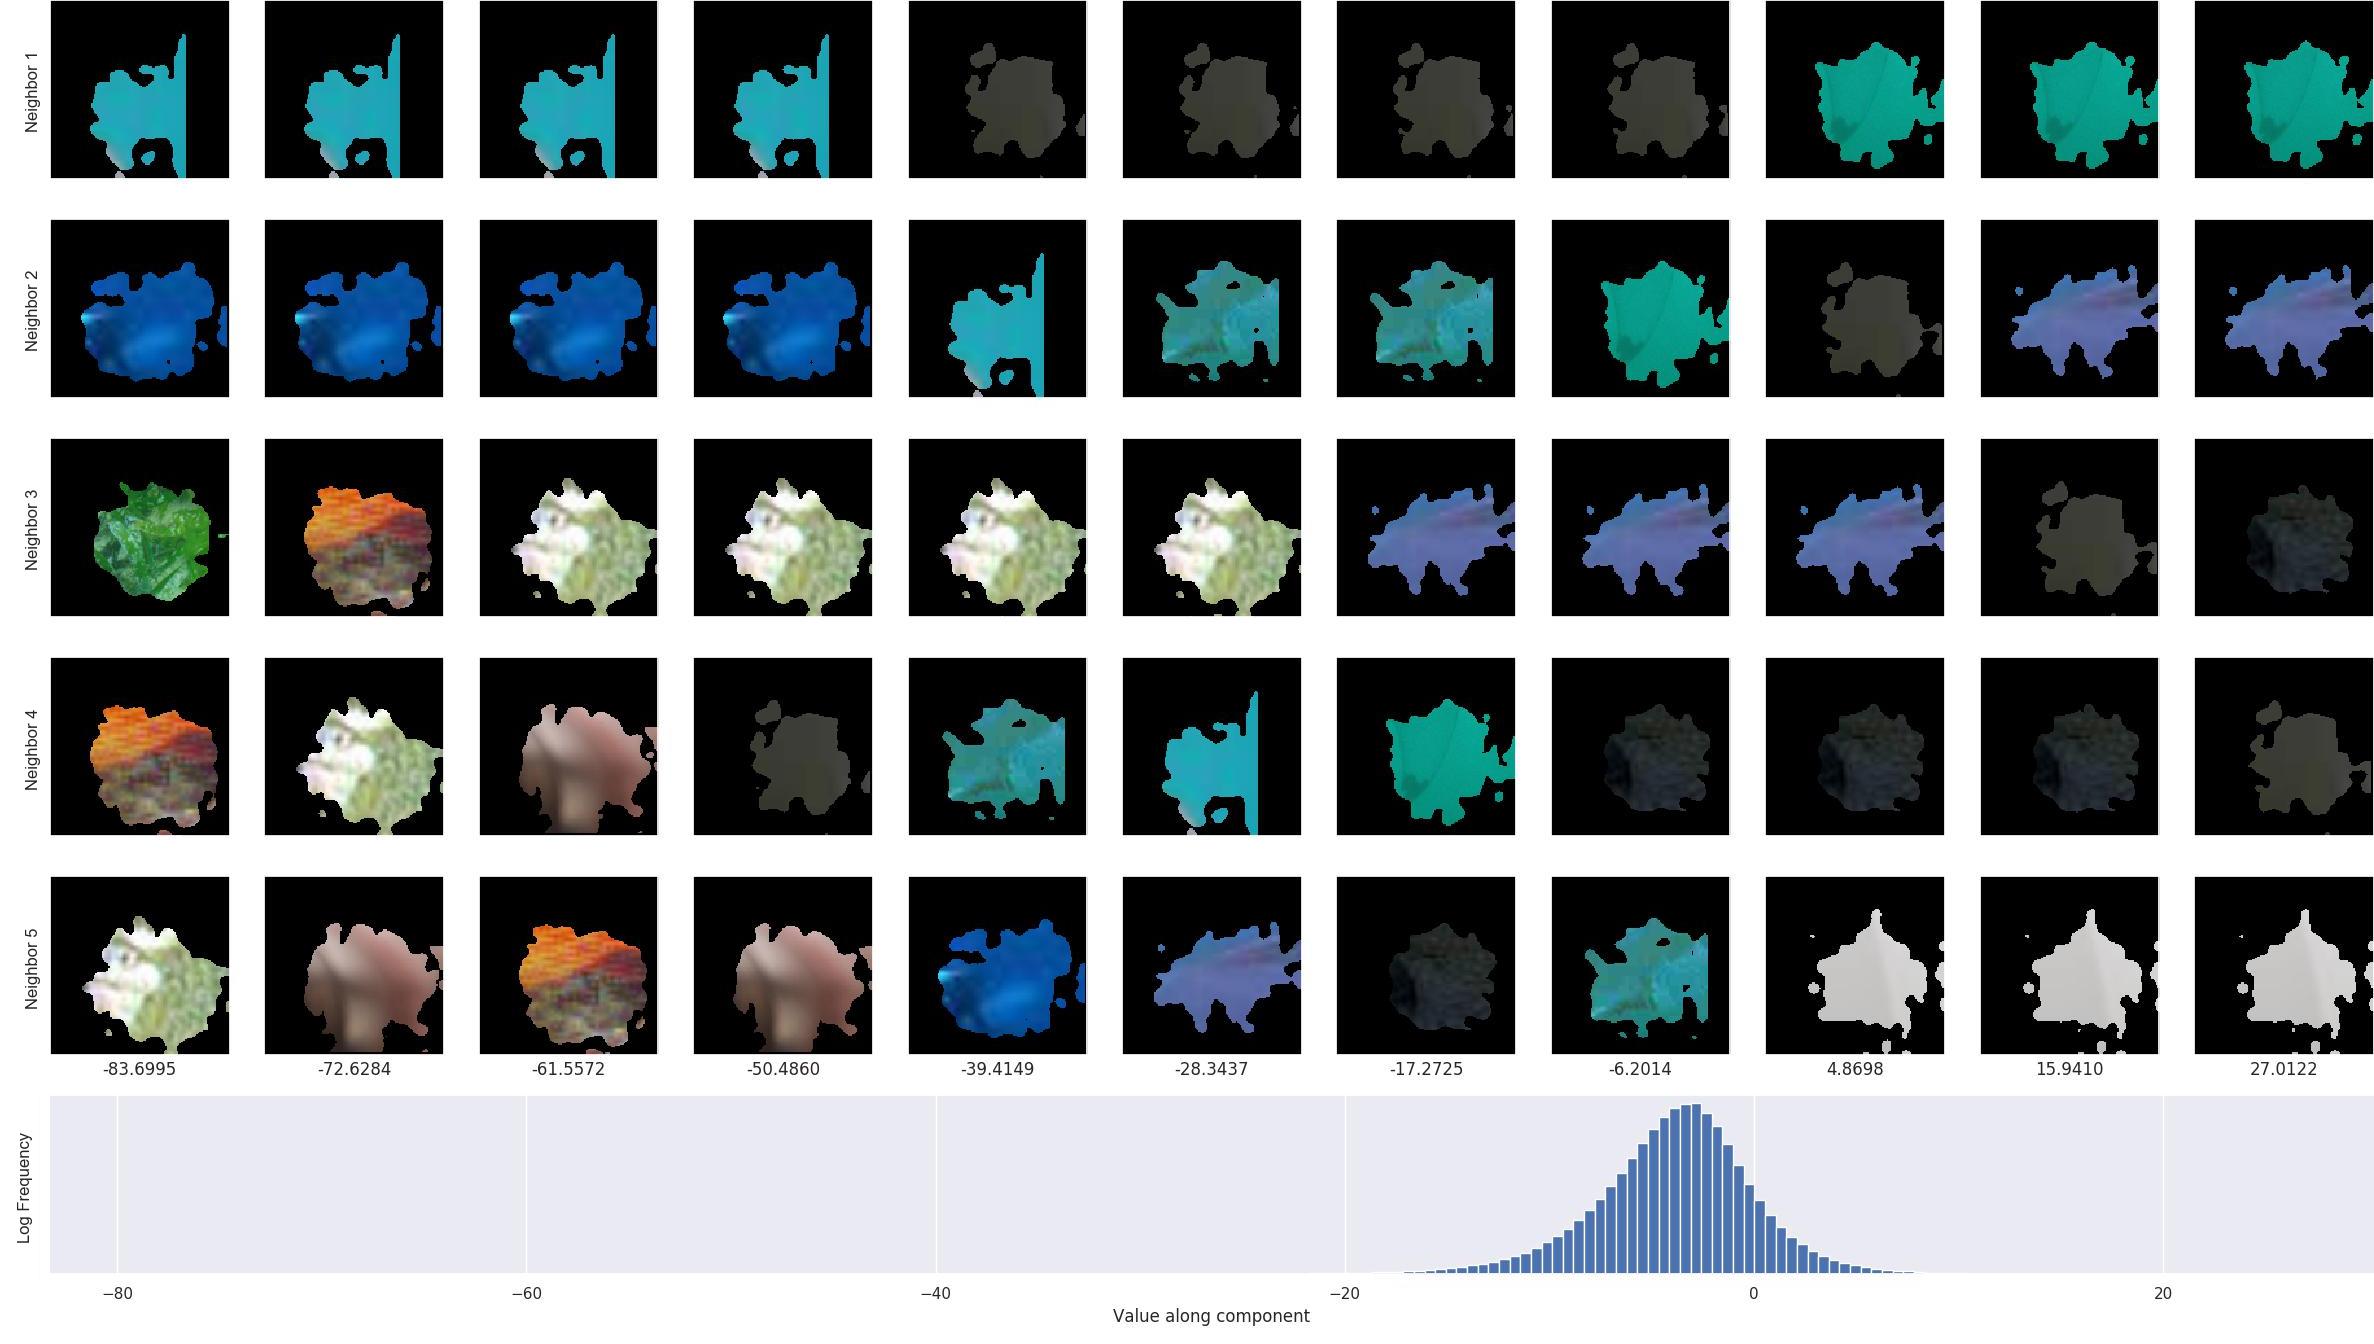 Neighbor 1
Neighbor 2
Neighbor 3
Neighbor 4
Neighbor 5
-83.6995 -72.6284 -61.5572 -50.4860 -39.4149 -28.3437 -17.2725 -6.2014 4.8698 15.9410 27.0122
Log Frequency
−80 −60 −40 −20 0 20
Value along component